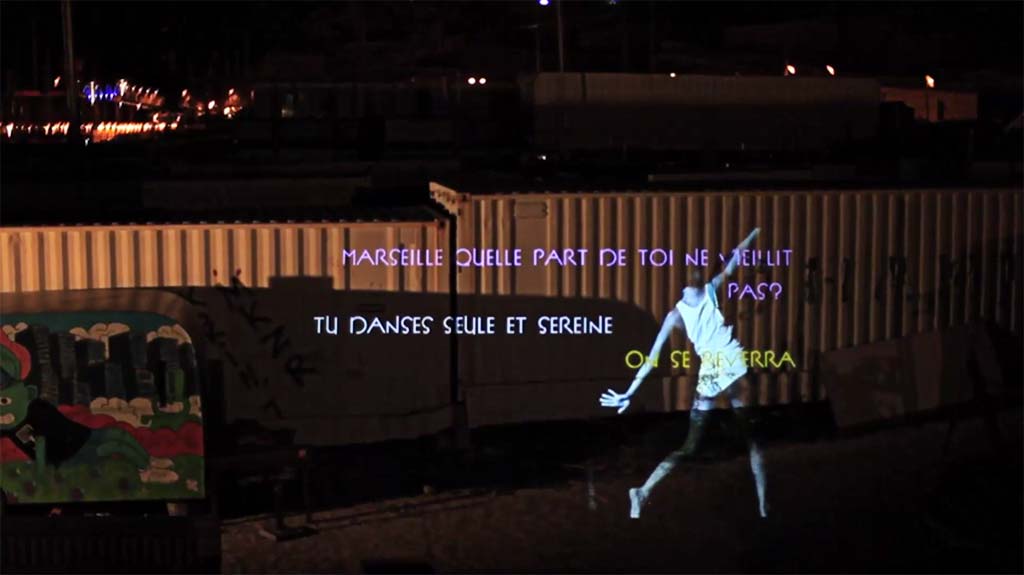 MARSEILLE QUELLE PART DE TOI NE VIEILLIT
PAS?
TU DANSES SEULE ET SEREINE
ON SE REVERRA